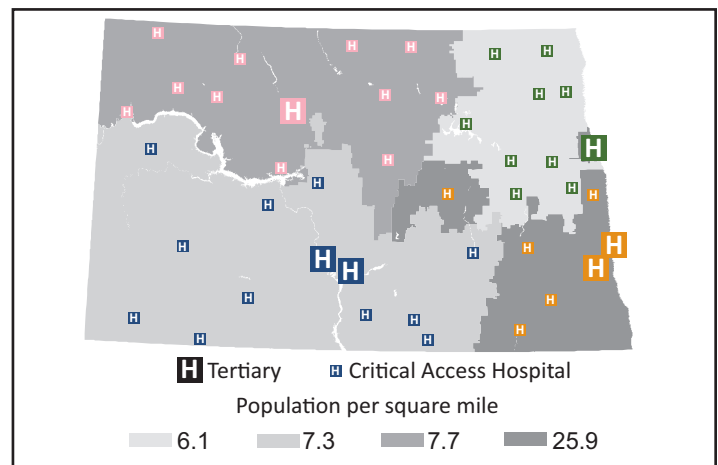 H H H H H
H H H H
H H H H H H
H H
H H H H H
H H H H
H H H
H H H H
H H H H
H H H H
H H H H
H H H
H Tertiary H Critical Access Hospital
Population per square mile
6.1 7.3 7.7 25.9